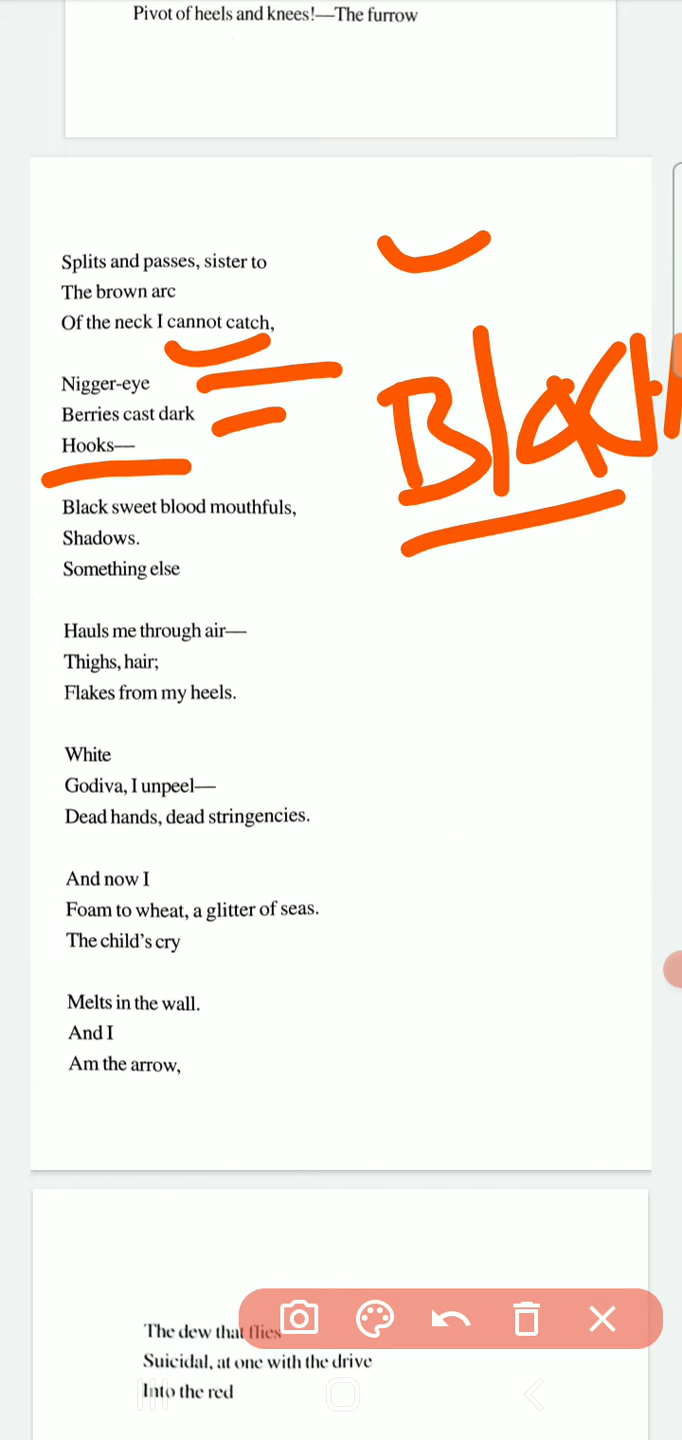 Pivot of heels and knees!—The furrow
Splits and passes, sister to
The brown arc
Of the neck I cannot catch,
Nigger-eye
Berries cast dark
Hooks—
Black
Black sweet blood mouthfuls,
Shadows.
Something else
Hauls me through air—
Thighs, hair;
Flakes from my heels.
White
Godiva, I unpeel—
Dead hands, dead stringencies.
And now I
Foam to wheat, a glitter of seas.
The child's cry
Melts in the wall.
And I
Am the arrow,
The dew that flies
Suicidal, at one with the drive
Into the red